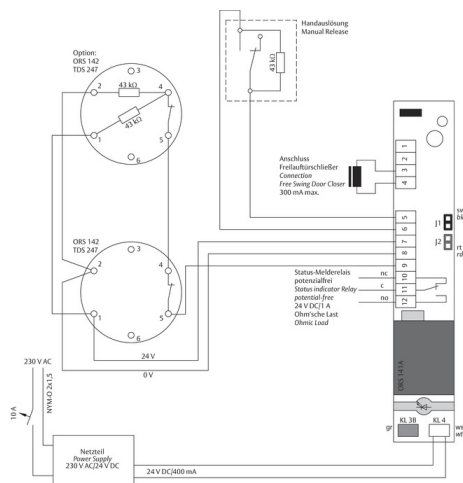 Handauslösung
Manual Release
43 kΩ
Option:
ORS 142
TDS 247
3
2
43 kΩ
4
43 kΩ
1
5
6
Anschluss
Freilauftürschließer
Connection
Free Swing Door Closer
300 mA max.
1
2
3
4
5
6
7
8
9
10
11
12
J1
J2
sw
rt
rd
ORS 142
TDS 247
3
2
4
1
5
6
Status-Melderelais
potenzialfrei
Status indicator Relay
potential-free
24 V DC/1 A
Ohm'sche Last
Ohmic Load
nc
c
no
24 V
0 V
ORS 141A
230 V AC
10 A
NYM-O 2x1,5
Netzteil
Power Supply
230 V AC/24 V DC
24 V DC/400 mA
gr
KL 3B
KL 4